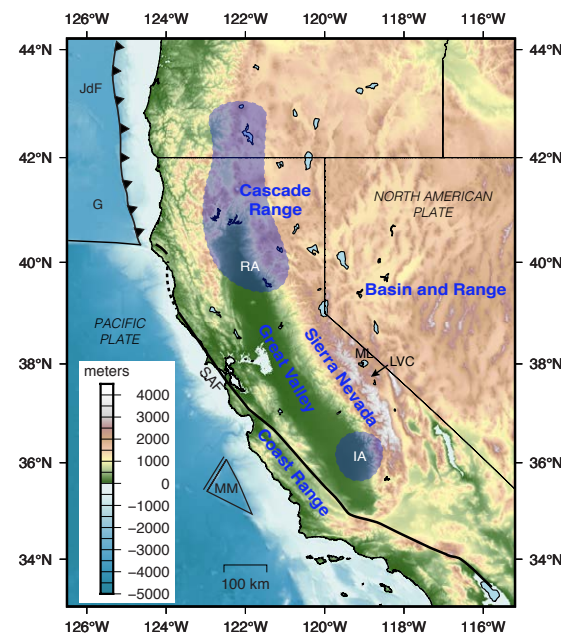 126°W 124°W 122°W 120°W 118°W 116°W
44°N 44°N
JdF
42°N 42°N
Cascade
Range
NORTH AMERICAN
PLATE
G
40°N 40°N
RA
Basin and Range
PACIFIC
PLATE
Great Valley
Sierra Nevada
ML
LVC
38°N 38°N
SAF
meters
4000
3000
2000
1000
0
−1000
−2000
−3000
−4000
−5000
Coast Range
IA
36°N 36°N
MM
34°N 34°N
100 km
126°W 124°W 122°W 120°W 118°W 116°W